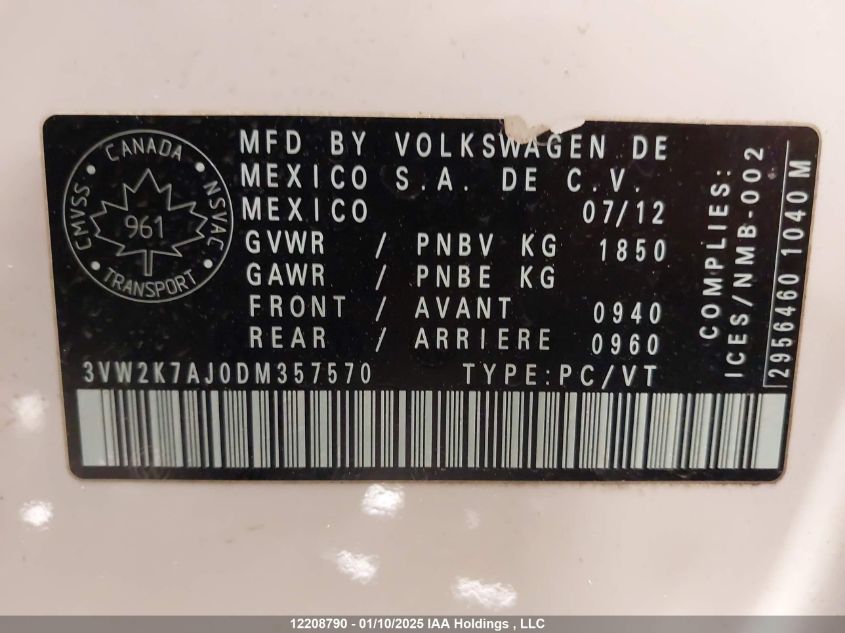 CANADA
CMVSS
NSVAC
961
TRANSPORT
MFD BY VOLKSWAGEN DE
MEXICO S.A. DE C.V.
MEXICO 07/12
GVWR / PNBV KG 1850
GAWR / PNBE KG
FRONT / AVANT 0940
REAR / ARRIERE 0960
3VW2K7AJ0DM357570 TYPE:PC/VT
COMPLIES:
ICES/NMB-002
2956460 1040 M
12208790 - 01/10/2025 IAA Holdings , LLC